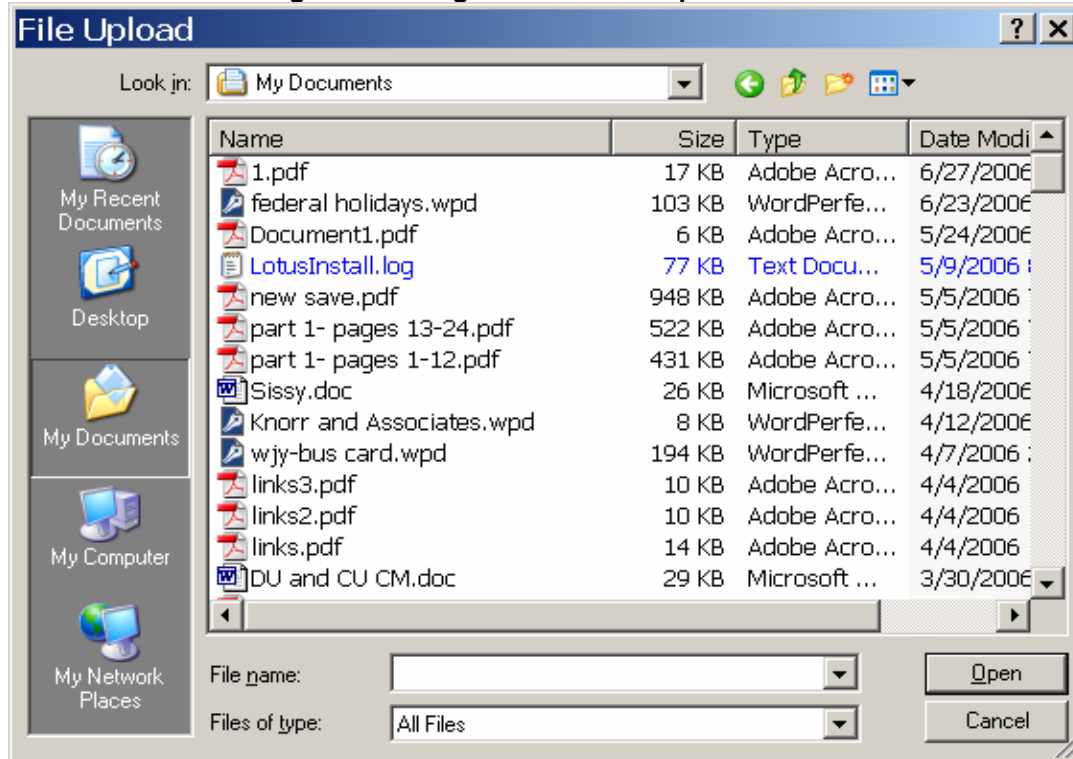 File Upload
Look in: My Documents
Name Size Type Date Modi
1.pdf 17 KB Adobe Acro... 6/27/2006
federal holidays.wpd 103 KB WordPerfe... 6/23/2006
Document1.pdf 6 KB Adobe Acro... 5/24/2006
LotusInstall.log 77 KB Text Docu... 5/9/2006
new save.pdf 948 KB Adobe Acro... 5/5/2006
part 1- pages 13-24.pdf 522 KB Adobe Acro... 5/5/2006
part 1- pages 1-12.pdf 431 KB Adobe Acro... 5/5/2006
Sissy.doc 26 KB Microsoft ... 4/18/2006
Knorr and Associates.wpd 8 KB WordPerfe... 4/12/2006
wjy-bus card.wpd 194 KB WordPerfe... 4/7/2006
links3.pdf 10 KB Adobe Acro... 4/4/2006
links2.pdf 10 KB Adobe Acro... 4/4/2006
links.pdf 14 KB Adobe Acro... 4/4/2006
DU and CU CM.doc 29 KB Microsoft ... 3/30/2006
My Recent
Documents
Desktop
My Documents
My Computer
My Network
Places
File name:
Open
Files of type: All Files
Cancel